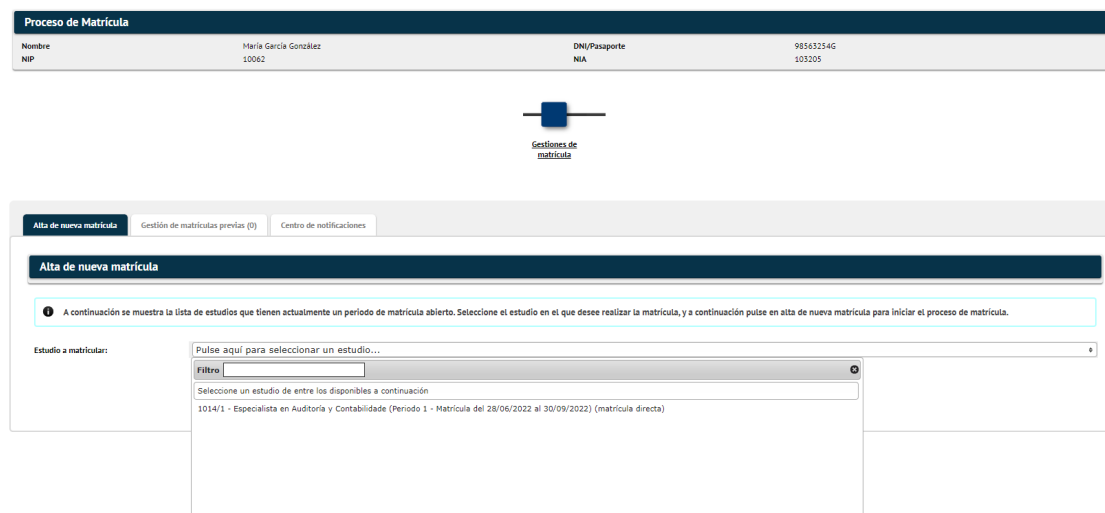 Proceso de Matrícula
Nombre María García González DNI/Pasaporte 98563254G
NIP 10062 NIA 103205
Gestiones de
matrícula
Alta de nueva matrícula Gestión de matrículas previas (0) Centro de notificaciones
Alta de nueva matrícula
A continuación se muestra la lista de estudios que tienen actualmente un periodo de matrícula abierto. Seleccione el estudio en el que desee realizar la matrícula, y a continuación pulse en alta de nueva matrícula para iniciar el proceso de matrícula.
Estudio a matricular: Pulse aquí para seleccionar un estudio...
Filtro
Seleccione un estudio de entre los disponibles a continuación
1014/1 - Especialista en Auditoría y Contabilidade (Periodo 1 - Matrícula del 28/06/2022 al 30/09/2022) (matrícula directa)